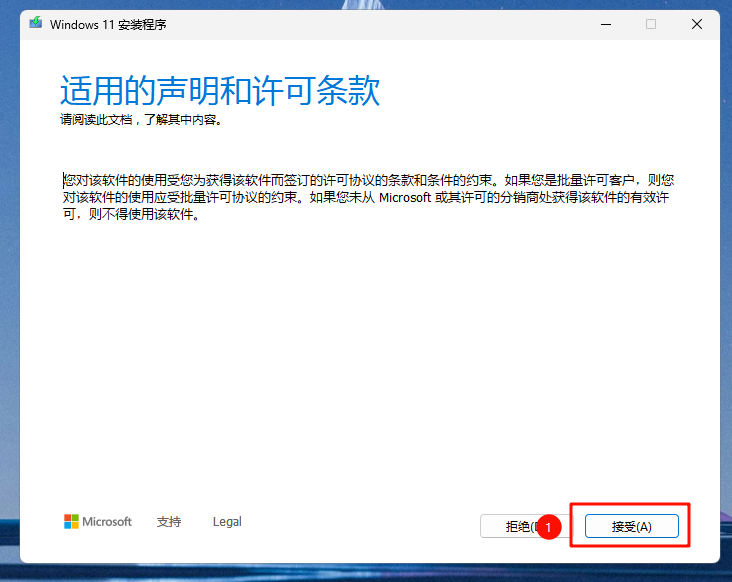 Windows 11 安装程序
适用的声明和许可条款
请阅读此文档，了解其中内容。
您对该软件的使用受您为获得该软件而签订的许可协议的条款和条件的约束。如果您是批量许可客户，则您
对该软件的使用应受批量许可协议的约束。如果您未从 Microsoft 或其许可的分销商处获得该软件的有效许
可，则不得使用该软件。
Microsoft 支持 Legal
拒绝( 1 接受(A)